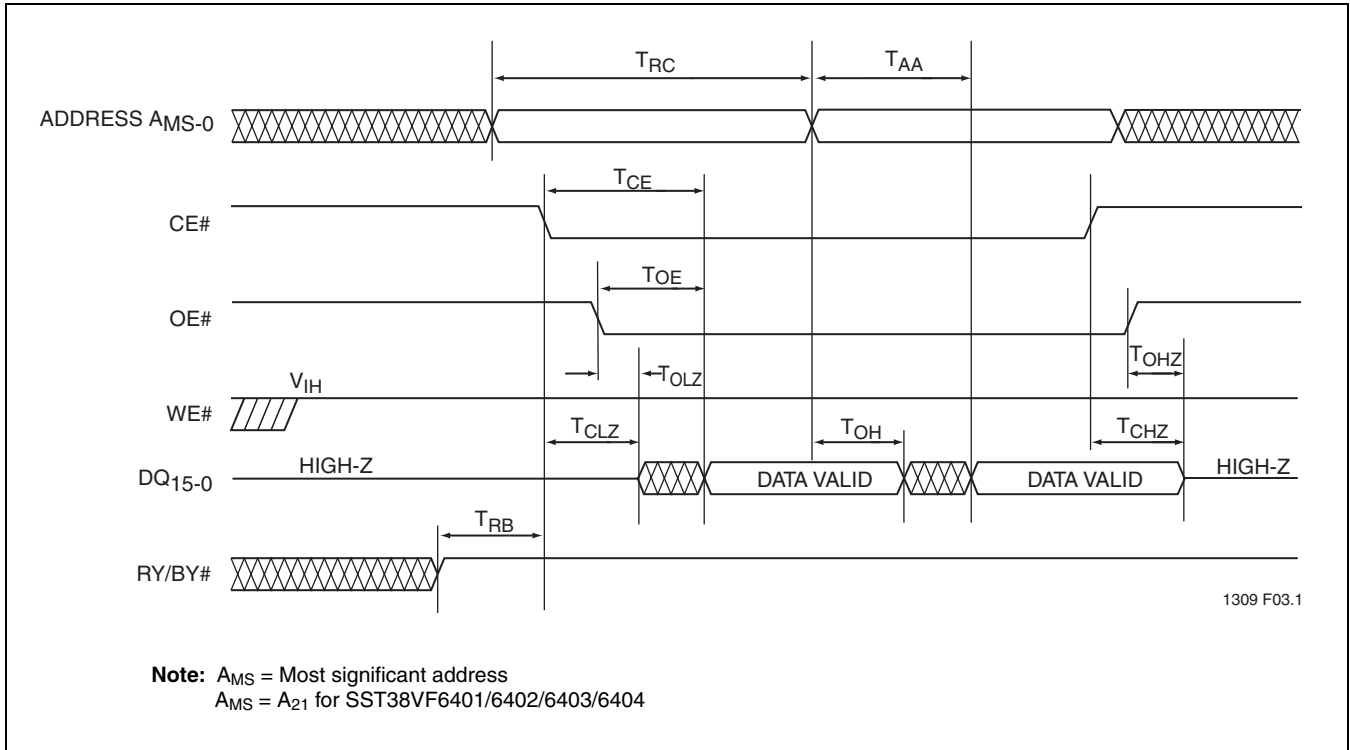 TRC
TAA
ADDRESS AMS-0
TCE
CE#
TOE
OE#
TOHZ
TOLZ
VIH
WE#
TCLZ
TOH
TCHZ
HIGH-Z
DATA VALID
DATA VALID
HIGH-Z
DQ15-0
TRB
RY/BY#
1309 F03.1
Note: AMS = Most significant address
AMS = A21 for SST38VF6401/6402/6403/6404